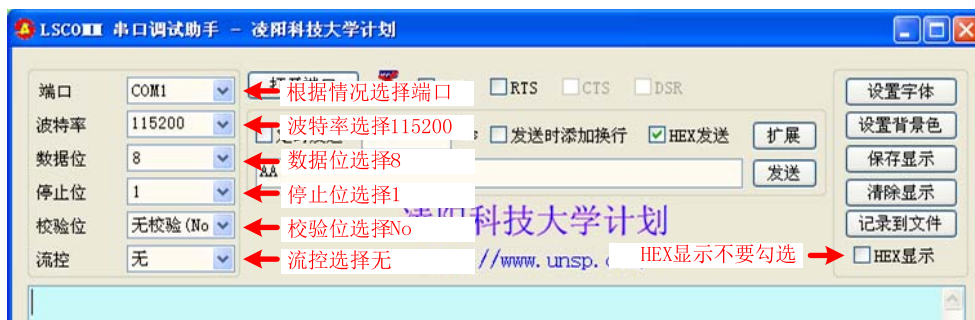 LSCOMM 串口调试助手 - 凌阳科技大学计划
端口 COM1 根据情况选择端口 RTS CTS DSR 设置字体
波特率 115200 波特率选择115200 发送时添加换行 HEX发送 扩展 设置背景色
数据位 8 数据位选择8 AA 发送 保存显示
停止位 1 停止位选择1 清除显示
校验位 无校验(No 校验位选择No 科技大学计划 记录到文件
流控 无 流控选择无 //www.unsp. HEX显示不要勾选 HEX显示